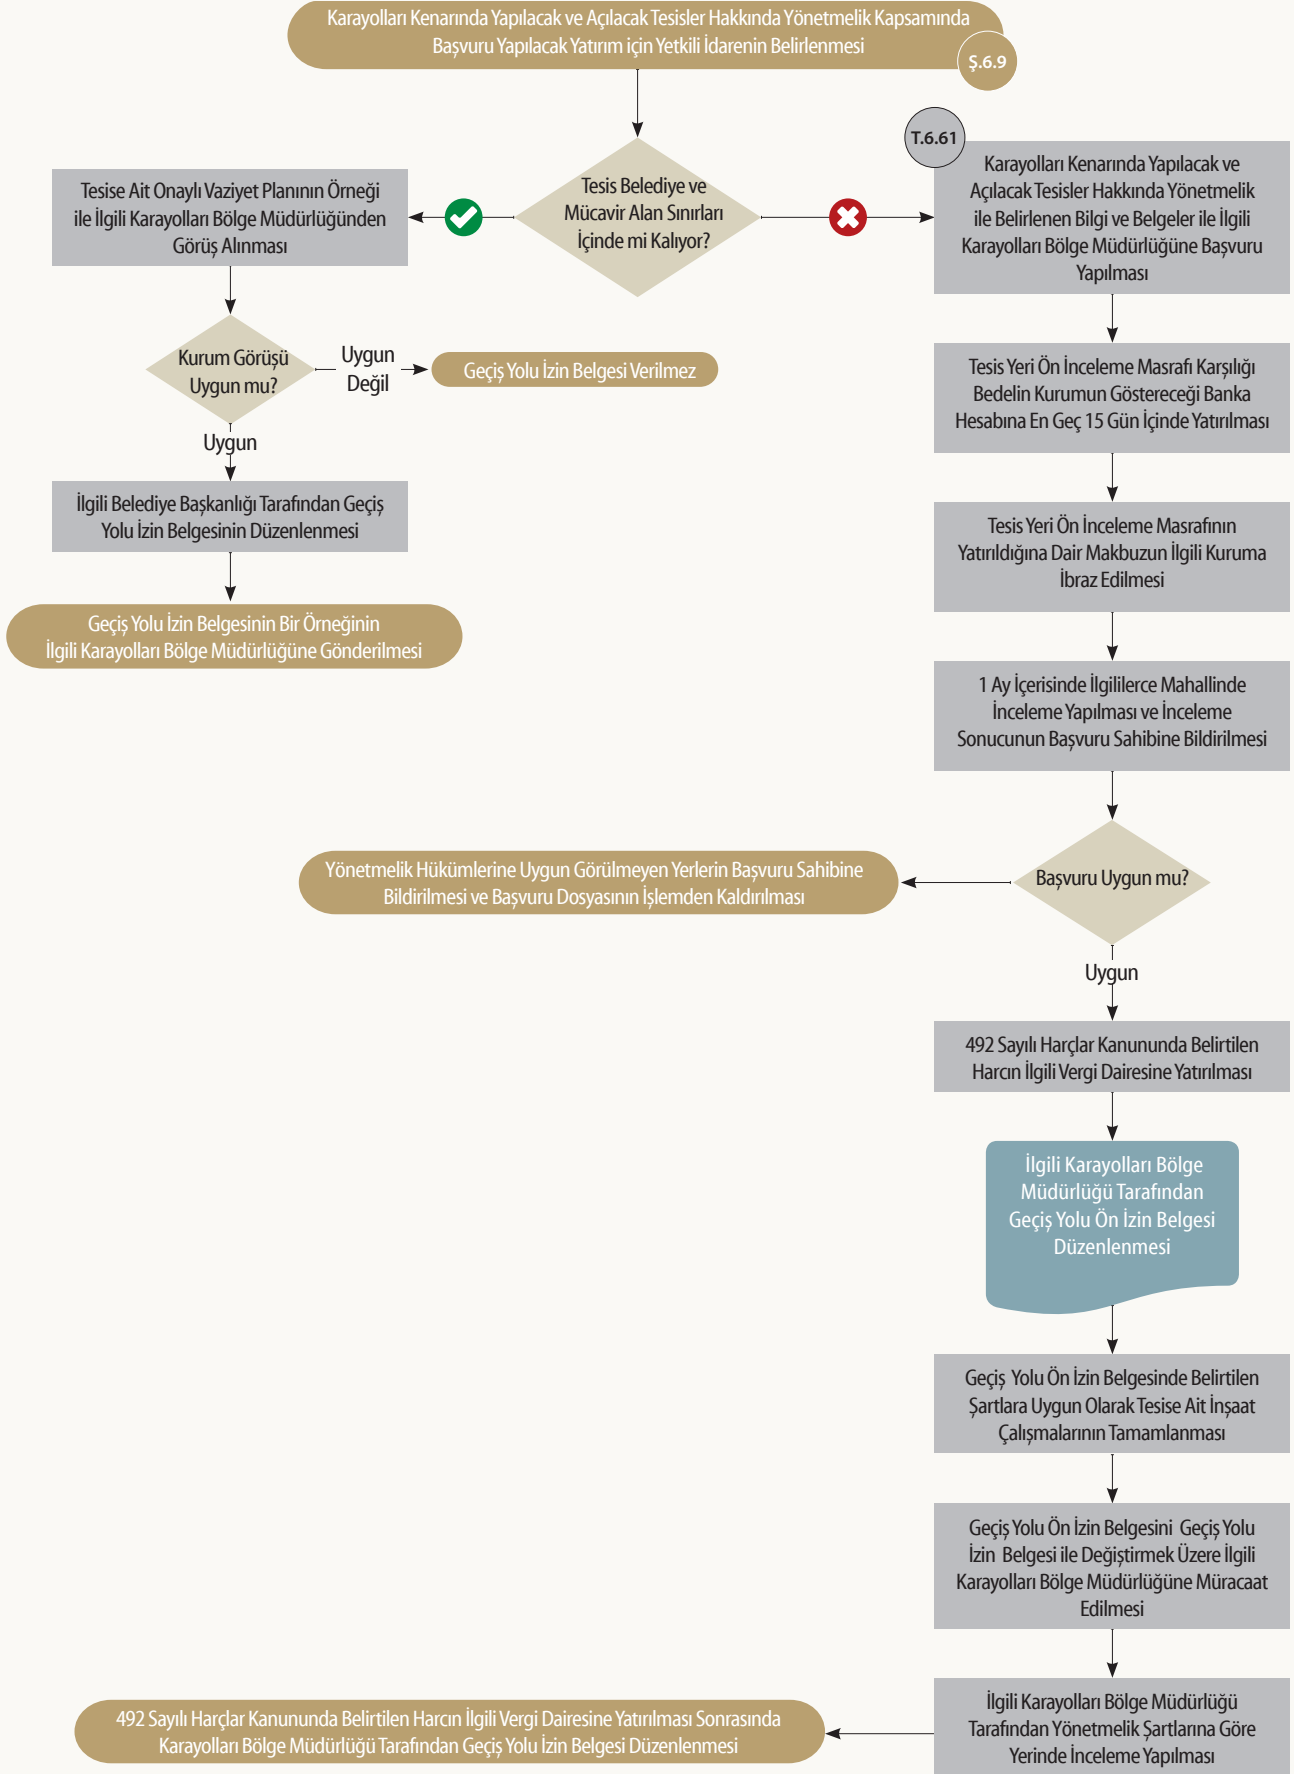 Karayolları Kenarında Yapılacak ve Açılacak Tesisler Hakkında Yönetmelik Kapsamında
Başvuru Yapılacak Yatırım için Yetkili İdarenin Belirlenmesi
Ş.6.9
T.6.61
Tesis Belediye ve
Mücavir Alan Sınırları
İçinde mi Kalıyor?
Tesise Ait Onaylı Vaziyet Planının Örneği
ile İlgili Karayolları Bölge Müdürlüğünden
Görüş Alınması
Kurum Görüşü
Uygun mu?
Uygun
Değil
Geçiş Yolu İzin Belgesi Verilmez
Uygun
İlgili Belediye Başkanlığı Tarafından Geçiş
Yolu İzin Belgesinin Düzenlenmesi
Geçiş Yolu İzin Belgesinin Bir Örneğinin
İlgili Karayolları Bölge Müdürlüğüne Gönderilmesi
Karayolları Kenarında Yapılacak ve
Açılacak Tesisler Hakkında Yönetmelik
ile Belirlenen Bilgi ve Belgeler ile İlgili
Karayolları Bölge Müdürlüğüne Başvuru
Yapılması
Tesis Yeri Ön İnceleme Masrafı Karşılığı
Bedelin Kurumun Göstereceği Banka
Hesabına En Geç 15 Gün İçinde Yatırılması
Tesis Yeri Ön İnceleme Masrafının
Yatırıldığına Dair Makbuzun İlgili Kuruma
İbraz Edilmesi
1 Ay İçerisinde İlgililerce Mahallinde
İnceleme Yapılması ve İnceleme
Sonucunun Başvuru Sahibine Bildirilmesi
Başvuru Uygun mu?
Yönetmelik Hükümlerine Uygun Görülmeyen Yerlerin Başvuru Sahibine
Bildirilmesi ve Başvuru Dosyasının İşlemden Kaldırılması
Uygun
492 Sayılı Harçlar Kanununda Belirtilen
Harcın İlgili Vergi Dairesine Yatırılması
İlgili Karayolları Bölge
Müdürlüğü Tarafından
Geçiş Yolu Ön İzin Belgesi
Düzenlenmesi
Geçiş Yolu Ön İzin Belgesinde Belirtilen
Şartlara Uygun Olarak Tesise Ait İnşaat
Çalışmalarının Tamamlanması
Geçiş Yolu Ön İzin Belgesini Geçiş Yolu
İzin Belgesi ile Değiştirmek Üzere İlgili
Karayolları Bölge Müdürlüğüne Müracaat
Edilmesi
İlgili Karayolları Bölge Müdürlüğü
Tarafından Yönetmelik Şartlarına Göre
Yerinde İnceleme Yapılması
492 Sayılı Harçlar Kanununda Belirtilen Harcın İlgili Vergi Dairesine Yatırılması Sonrasında
Karayolları Bölge Müdürlüğü Tarafından Geçiş Yolu İzin Belgesi Düzenlenmesi